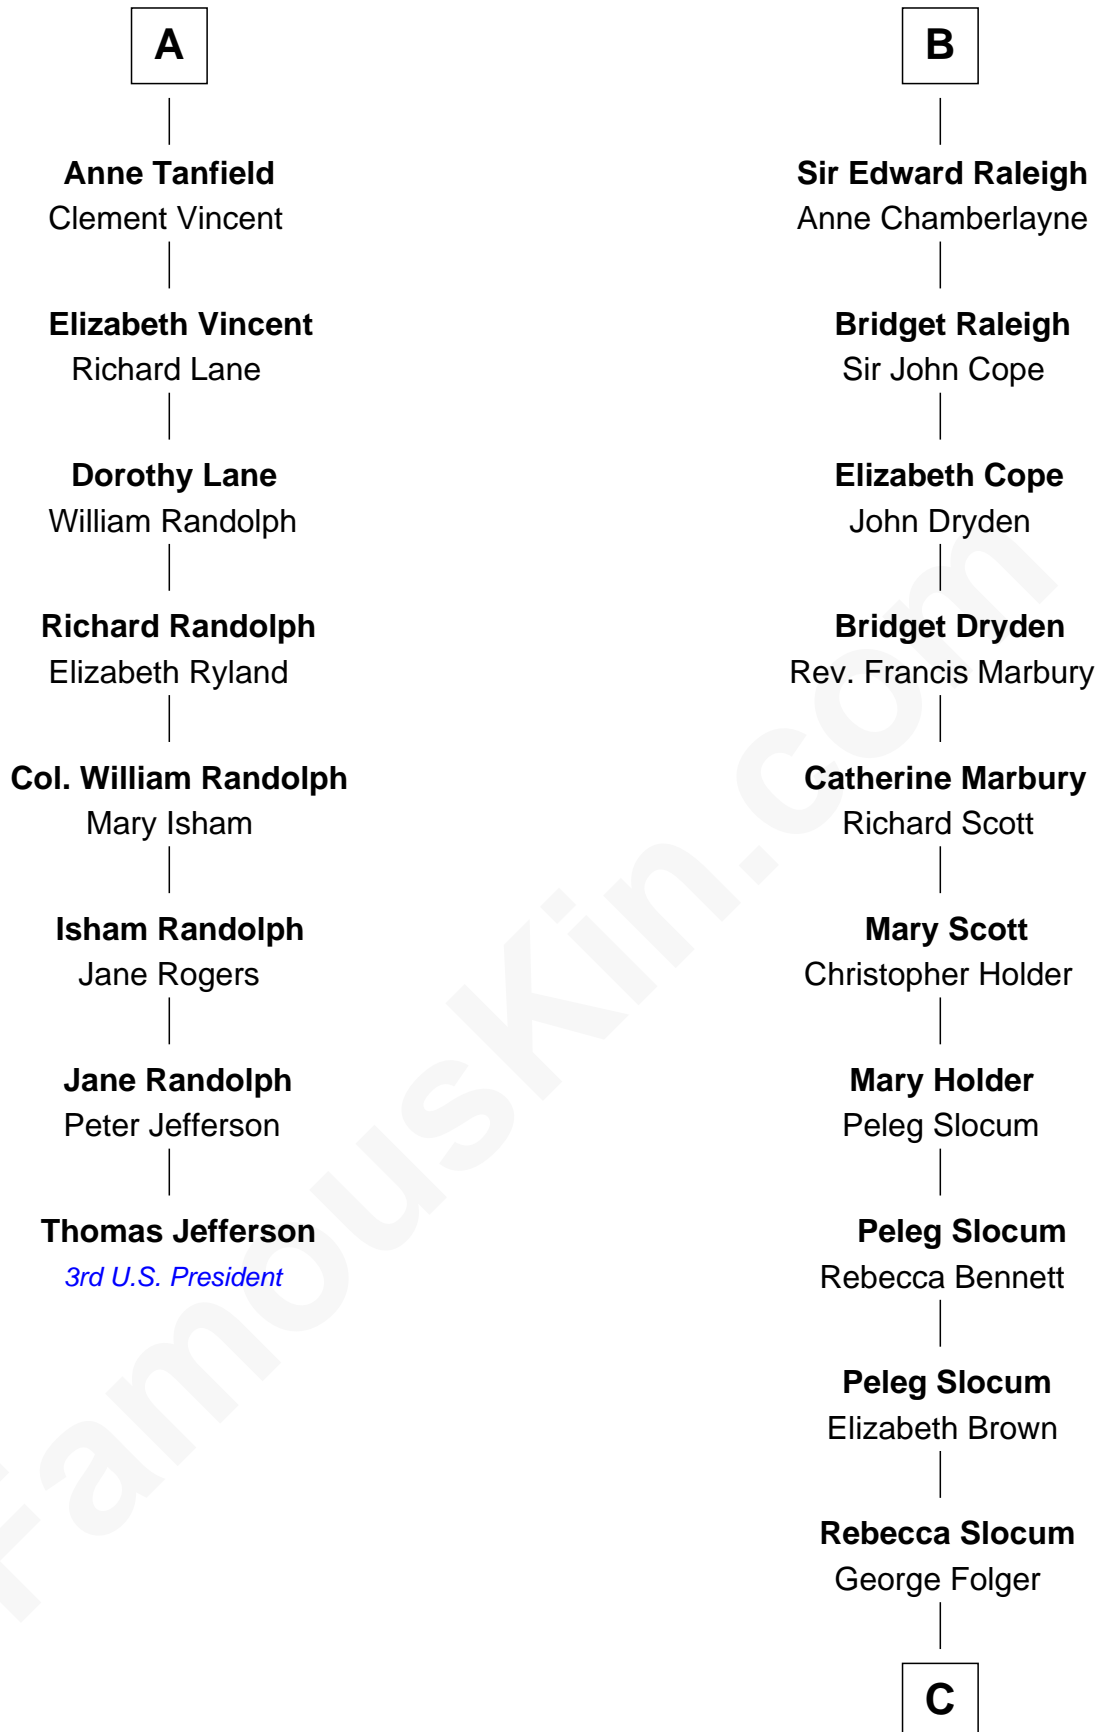 A
Anne Tanfield
Clement Vincent
Elizabeth Vincent
Richard Lane
Dorothy Lane
William Randolph
Richard Randolph
Elizabeth Ryland
Col. William Randolph
Mary Isham
Isham Randolph
Jane Rogers
Jane Randolph
Peter Jefferson
Thomas Jefferson
3rd U.S. President
B
Sir Edward Raleigh
Anne Chamberlayne
Bridget Raleigh
Sir John Cope
Elizabeth Cope
John Dryden
Bridget Dryden
Rev. Francis Marbury
Catherine Marbury
Richard Scott
Mary Scott
Christopher Holder
Mary Holder
Peleg Slocum
Peleg Slocum
Rebecca Bennett
Peleg Slocum
Elizabeth Brown
Rebecca Slocum
George Folger
C
FamousKin.com